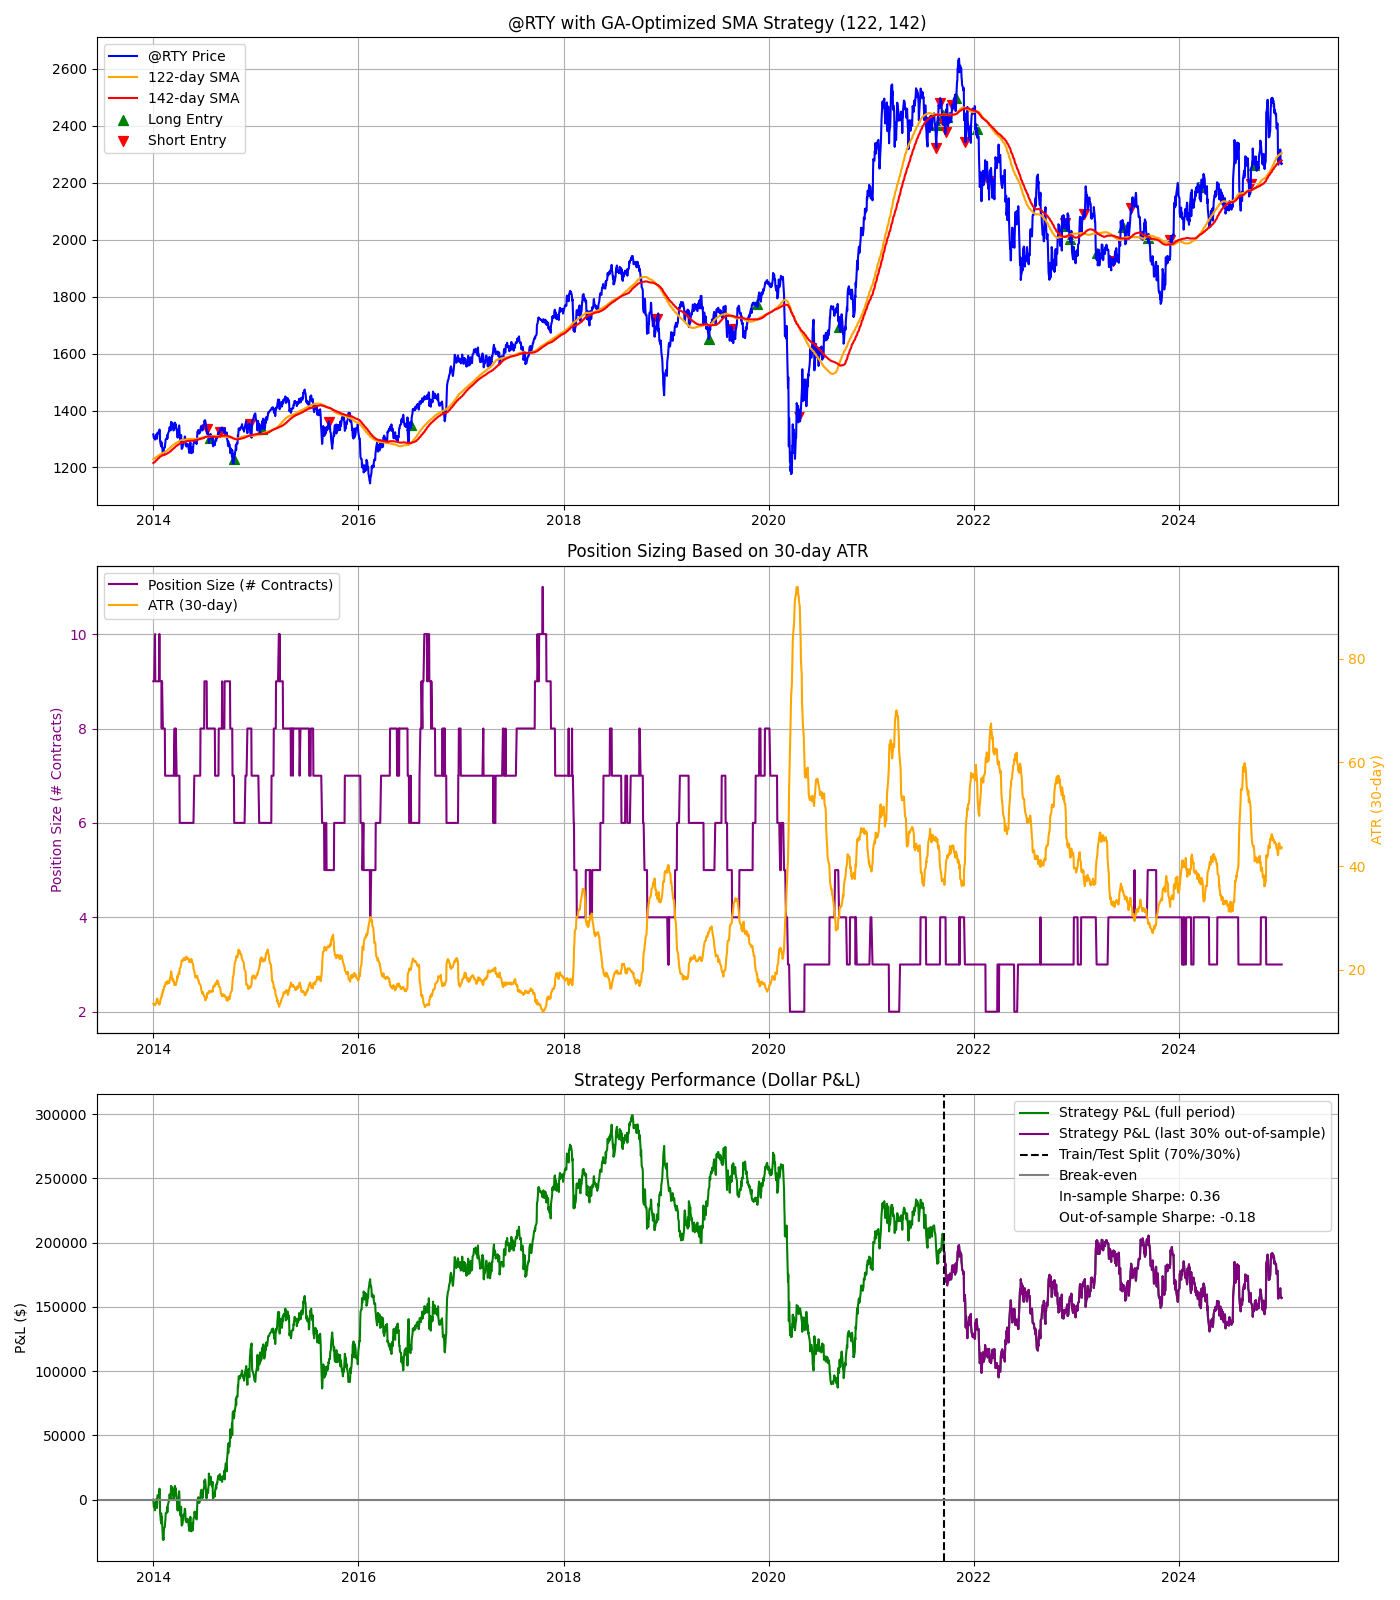 @RTY with GA-Optimized SMA Strategy (122, 142)
@RTY Price
122-day SMA
142-day SMA
Long Entry
Short Entry
2600
2400
2200
2000
1800
1600
1400
1200
2014 2016 2018 2020 2022 2024
Position Sizing Based on 30-day ATR
Position Size (# Contracts)
ATR (30-day)
Position Size (# Contracts)
10
8
6
4
2
80
60
40
20
ATR (30-day)
2014 2016 2018 2020 2022 2024
Strategy Performance (Dollar P&L)
Strategy P&L (full period)
Strategy P&L (last 30% out-of-sample)
Train/Test Split (70%/30%)
Break-even
In-sample Sharpe: 0.36
Out-of-sample Sharpe: -0.18
P&L ($)
300000
250000
200000
150000
100000
50000
0
2014 2016 2018 2020 2022 2024